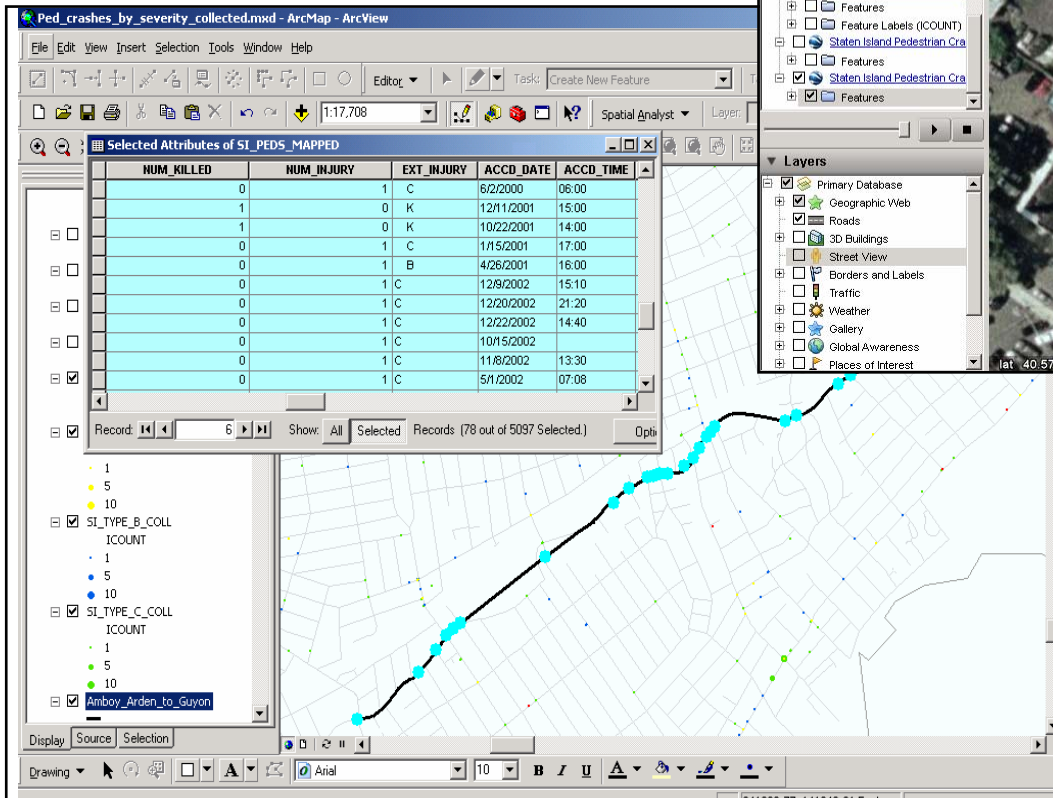 Ped_crashes_by_severity_collected.mxd - ArcMap - ArcView
File Edit View Insert Selection Tools Window Help
Editor Task: Create New Feature
1:17,708 Spatial Analyst Layer:
Selected Attributes of SI_PEDS_MAPPED
NUM_KILLED NUM_INJURY EXT_INJURY ACCD_DATE ACCD_TIME
0 1 C 6/2/2000 06:00
1 0 K 12/11/2001 15:00
1 0 K 10/22/2001 14:00
0 1 C 1/15/2001 17:00
0 1 B 4/26/2001 16:00
0 1 C 12/9/2002 15:10
0 1 C 12/20/2002 21:20
0 1 C 12/22/2002 14:40
0 1 C 10/15/2002
0 1 C 11/8/2002 13:30
0 1 C 5/1/2002 07:08
Record: 6 Show: All Selected Records (78 out of 5097 Selected.) Opti
Features
Feature Labels (ICOUNT)
Staten Island Pedestrian Cra
Features
Staten Island Pedestrian Cra
Features
Layers
Primary Database
Geographic Web
Roads
3D Buildings
Street View
Borders and Labels
Traffic
Weather
Gallery
Global Awareness
Places of Interest
lat 40.57
1
5
10
SI_TYPE_B_COLL
ICOUNT
1
5
10
SI_TYPE_C_COLL
ICOUNT
1
5
10
Amboy_Arden_to_Guyon
Display Source Selection
Drawing A Arial 10 B I U A